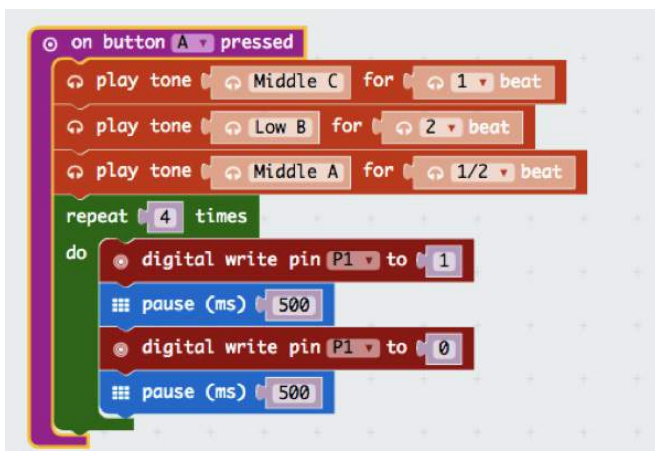 on button A pressed
play tone Middle C for 1 beat
play tone Low B for 2 beat
play tone Middle A for 1/2 beat
repeat 4 times
do digital write pin P1 to 1
pause (ms) 500
digital write pin P1 to 0
pause (ms) 500